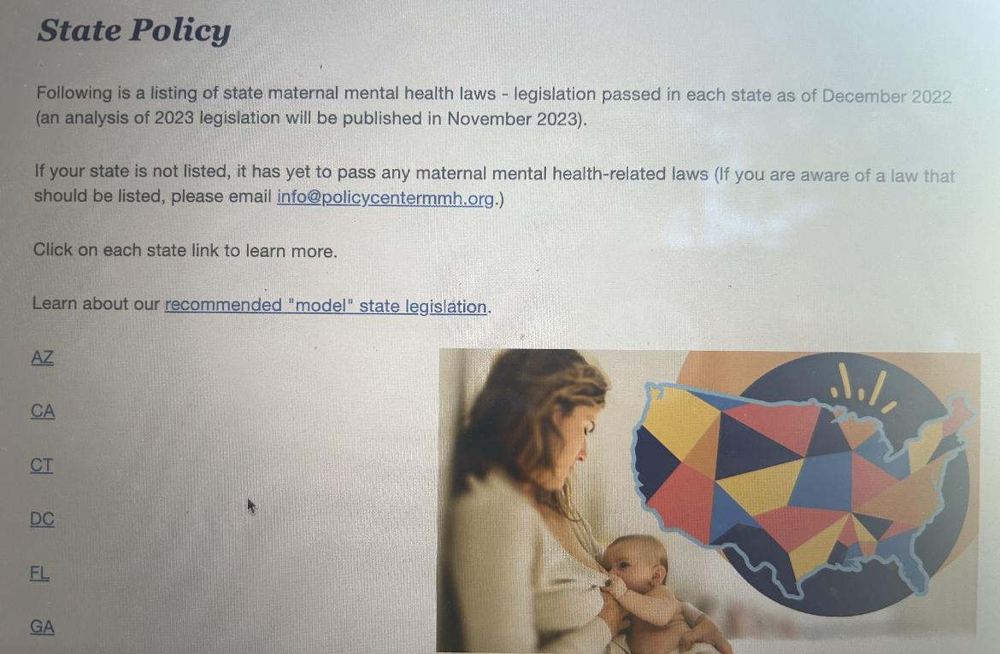 State Policy
Following is a listing of state maternal mental health laws - legislation passed in each state as of December 2022
(an analysis of 2023 legislation will be published in November 2023).
If your state is not listed, it has yet to pass any maternal mental health-related laws (If you are aware of a law that
should be listed, please email info@policycentermmh.org.)
Click on each state link to learn more.
Learn about our recommended "model" state legislation.
AZ
CA
CT
DC
FL
GA